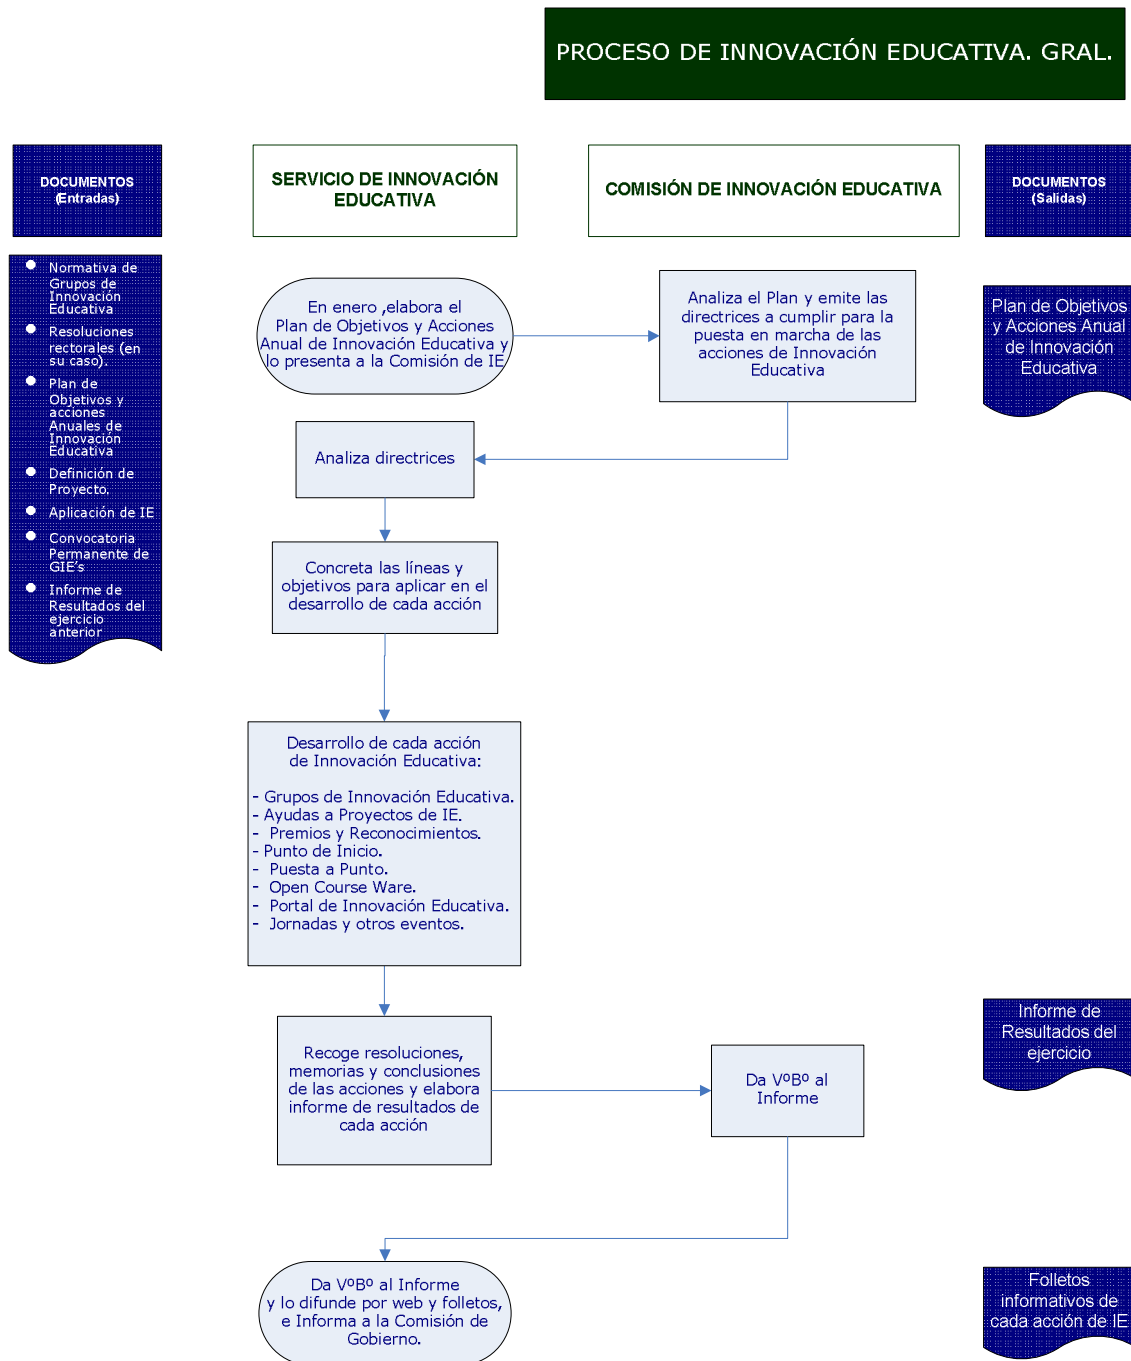 PROCESO DE INNOVACIÓN EDUCATIVA. GRAL.
DOCUMENTOS
(Entradas)
SERVICIO DE INNOVACIÓN
EDUCATIVA
COMISIÓN DE INNOVACIÓN EDUCATIVA
DOCUMENTOS
(Salidas)
Normativa de
Grupos de
Innovación
Educativa
Resoluciones
rectorales (en
su caso).
Plan de
Objetivos y
acciones
Anuales de
Innovación
Educativa
Definición de
Proyecto.
Aplicación de IE
Convocatoria
Permanente de
GIE's
Informe de
Resultados del
ejercicio
anterior
En enero ,elabora el
Plan de Objetivos y Acciones
Anual de Innovación Educativa y
lo presenta a la Comisión de IE
Analiza el Plan y emite las
directrices a cumplir para la
puesta en marcha de las
acciones de Innovación
Educativa
Plan de Objetivos
y Acciones Anual
de Innovación
Educativa
Analiza directrices
Concreta las líneas y
objetivos para aplicar en el
desarrollo de cada acción
Desarrollo de cada acción
de Innovación Educativa:
- Grupos de Innovación Educativa.
- Ayudas a Proyectos de IE.
- Premios y Reconocimientos.
- Punto de Inicio.
- Puesta a Punto.
- Open Course Ware.
- Portal de Innovación Educativa.
- Jornadas y otros eventos.
Recoge resoluciones,
memorias y conclusiones
de las acciones y elabora
informe de resultados de
cada acción
Da VºBº al
Informe
Informe de
Resultados del
ejercicio
Da VºBº al Informe
y lo difunde por web y folletos,
e Informa a la Comisión de
Gobierno.
Folletos
informativos de
cada acción de IE